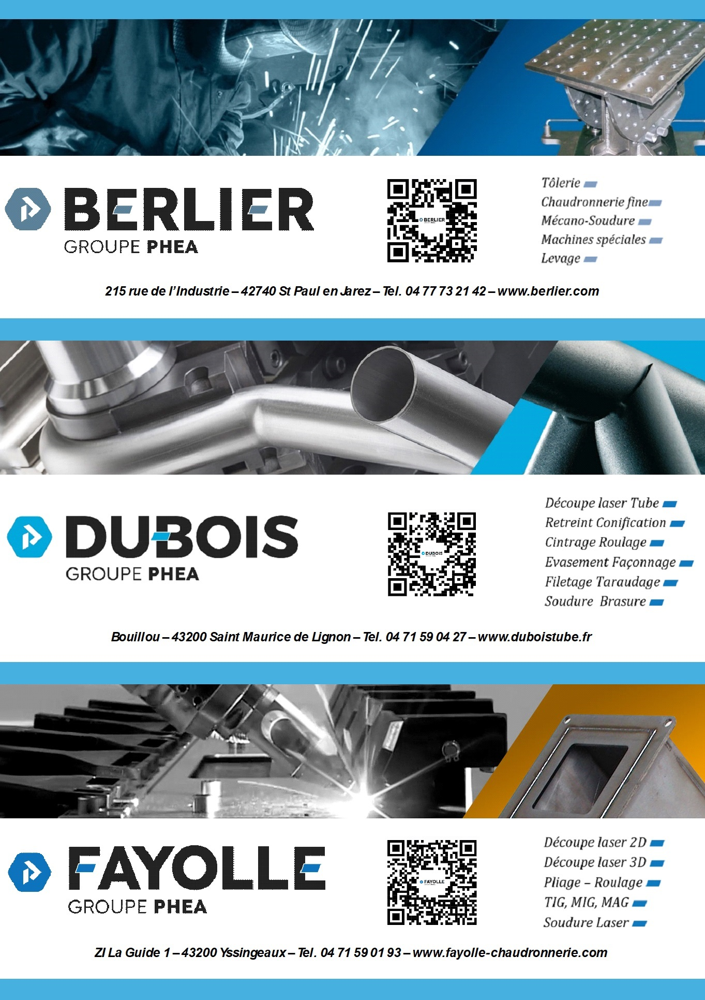 BERLIER
GROUPE PHEA
BERLIER
Tôlerie
Chaudronnerie fine
Mécano-Soudure
Machines spéciales
Levage
215 rue de l'Industrie – 42740 St Paul en Jarez – Tel. 04 77 73 21 42 – www.berlier.com
DUBOIS
GROUPE PHEA
DUBOIS
Découpe laser Tube
Retreint Conification
Cintrage Roulage
Evasement Façonnage
Filetage Taraudage
Soudure Brasure
Bouillou – 43200 Saint Maurice de Lignon – Tel. 04 71 59 04 27 – www.duboistube.fr
FAYOLLE
GROUPE PHEA
FAYOLLE
Découpe laser 2D
Découpe laser 3D
Pliage – Roulage
TIG, MIG, MAG
Soudure Laser
ZI La Guide 1 – 43200 Yssingeaux – Tel. 04 71 59 01 93 – www.fayolle-chaudronnerie.com